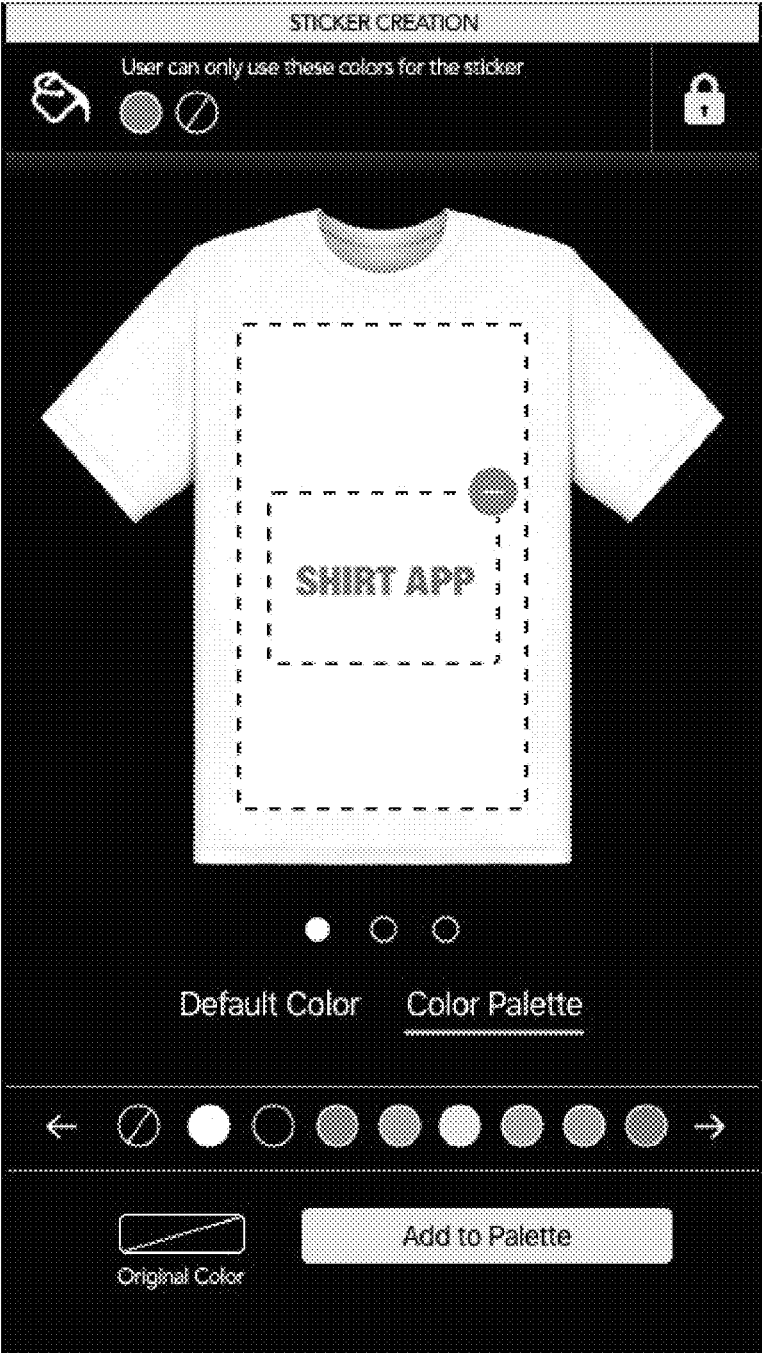 STICKER CREATION
User can only use these colors for the sticker
SHIRT APP
Default Color Color Palette
Add to Palette
Original Color